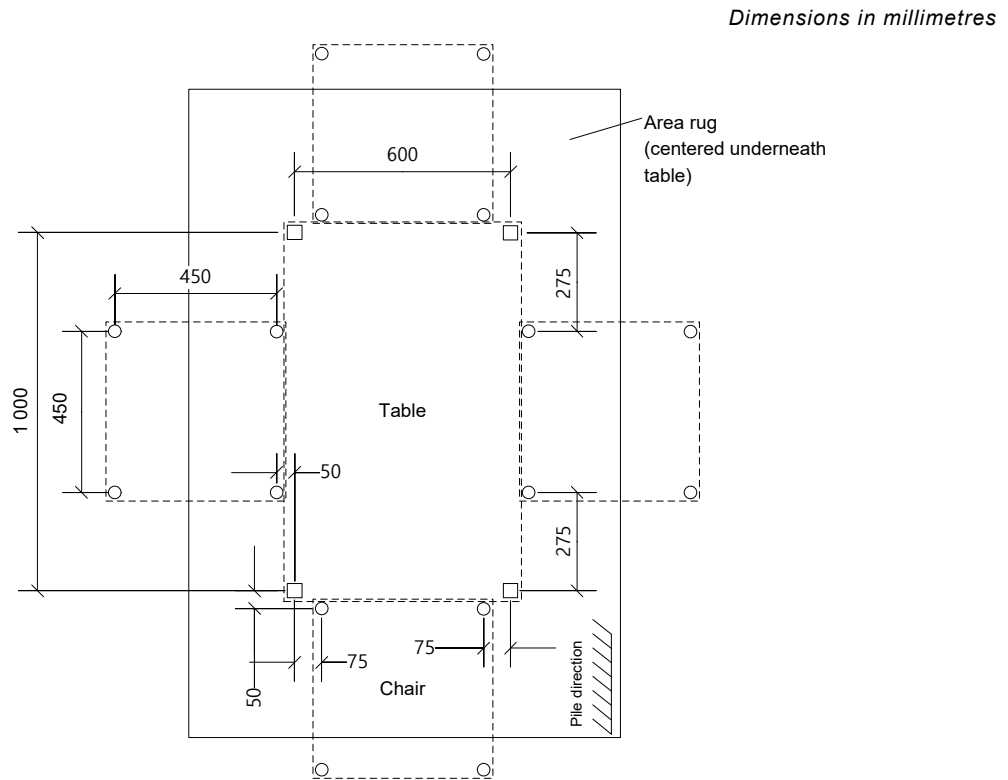 Dimensions in millimetres
Area rug
(centered underneath
table)
600
450
275
1 000
450
Table
50
275
75
75
50
Chair
Pile direction